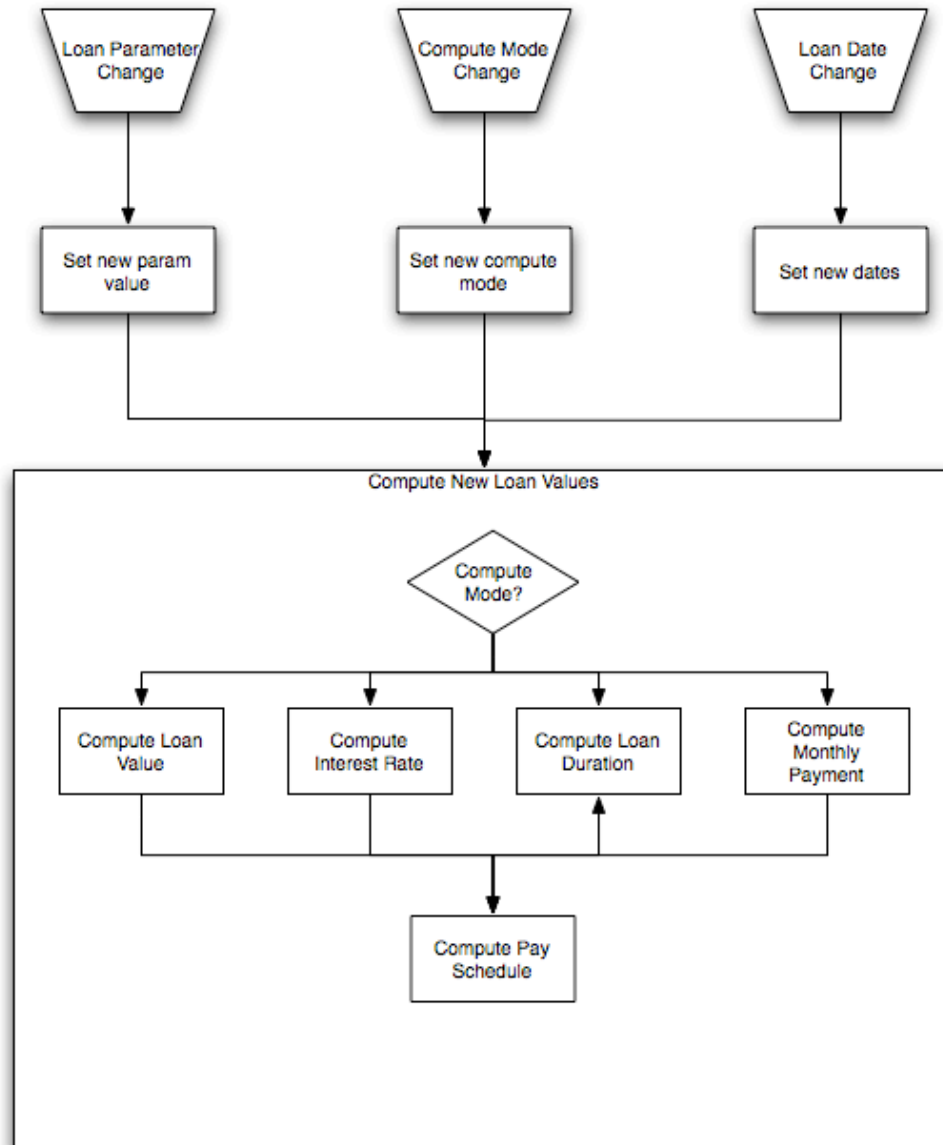 Loan Parameter
Change
Compute Mode
Change
Loan Date
Change
Set new param
value
Set new compute
mode
Set new dates
Compute New Loan Values
Compute
Mode?
Compute Loan
Value
Compute
Interest Rate
Compute Loan
Duration
Compute
Monthly
Payment
Compute Pay
Schedule